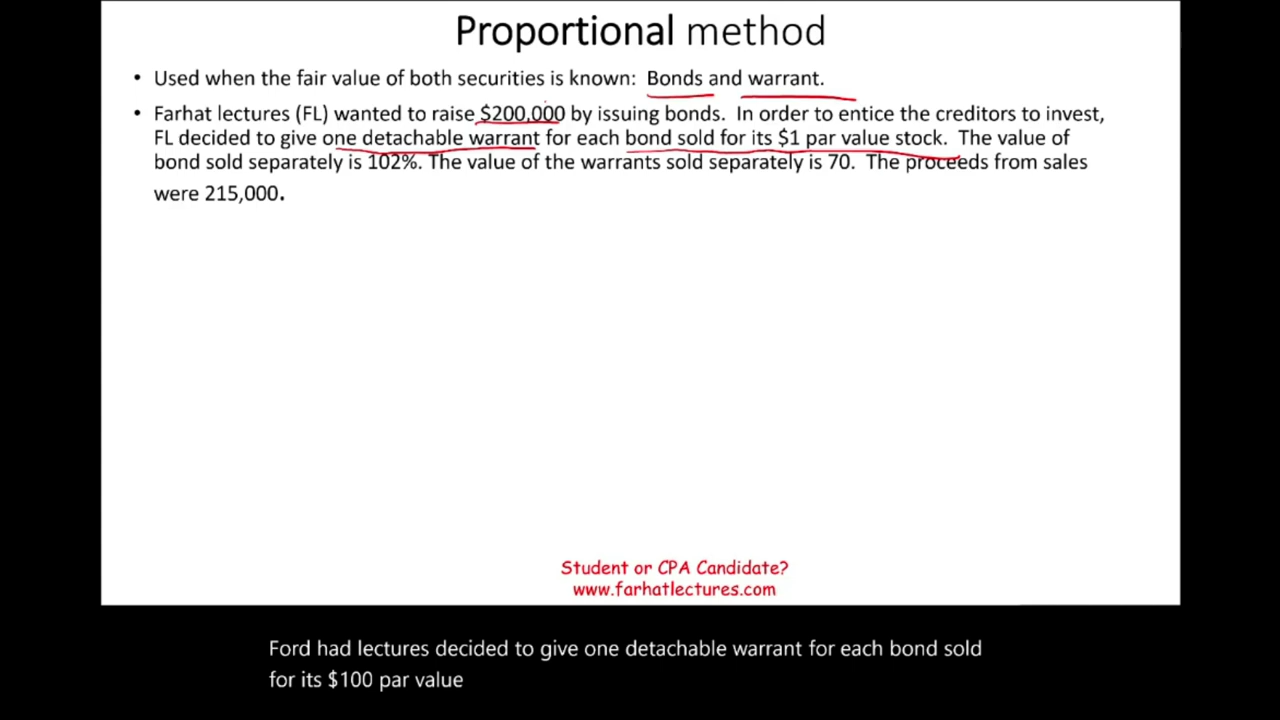 Proportional method
• Used when the fair value of both securities is known: Bonds and warrant.
• Farhat lectures (FL) wanted to raise $200,000 by issuing bonds. In order to entice the creditors to invest,
FL decided to give one detachable warrant for each bond sold for its $1 par value stock. The value of
bond sold separately is 102%. The value of the warrants sold separately is 70. The proceeds from sales
were 215,000.
Student or CPA Candidate?
www.farhatlectures.com
Ford had lectures decided to give one detachable warrant for each bond sold
for its $100 par value